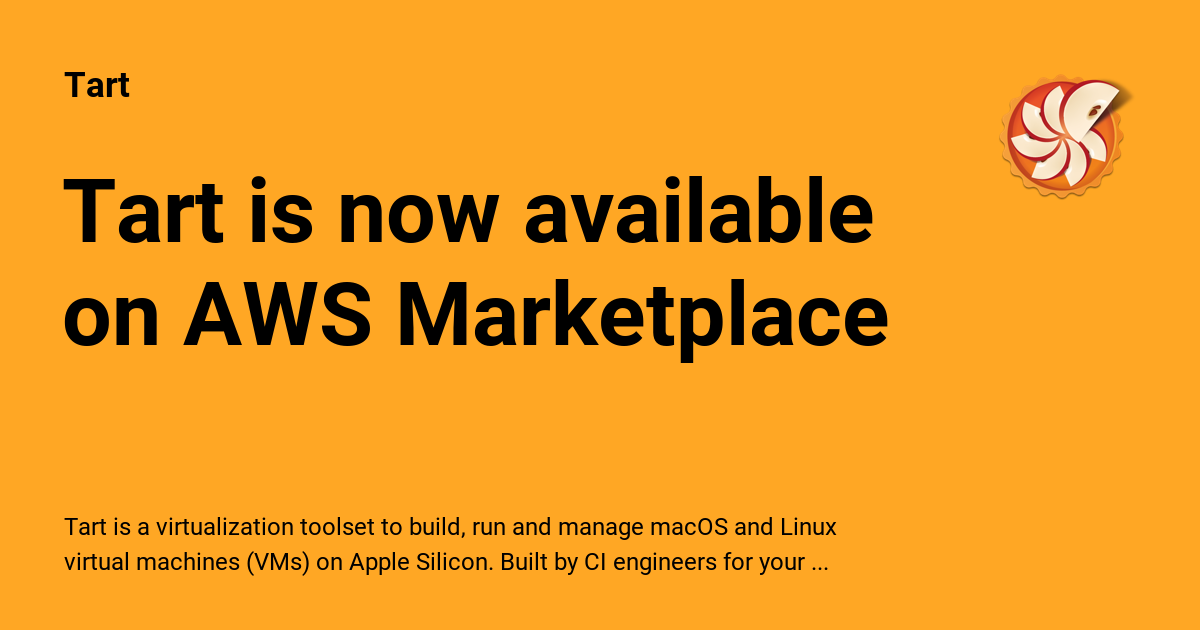 Tart
Tart is now available
on AWS Marketplace
Tart is a virtualization toolset to build, run and manage macOS and Linux
virtual machines (VMs) on Apple Silicon. Built by CI engineers for your ...